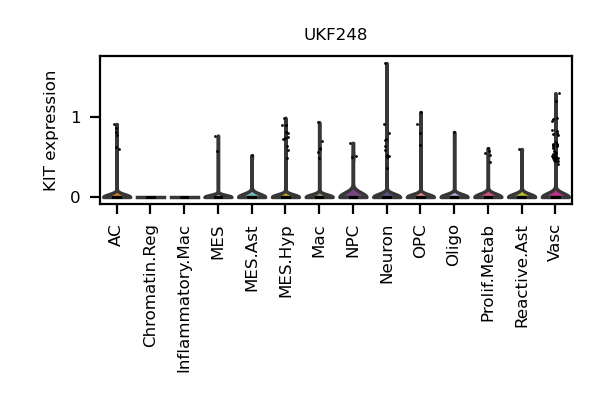 UKF248
KIT expression
1
0
AC
Chromatin.Reg
Inflammatory.Mac
MES
MES.Ast
MES.Hyp
Mac
NPC
Neuron
OPC
Oligo
Prolif.Metab
Reactive.Ast
Vasc